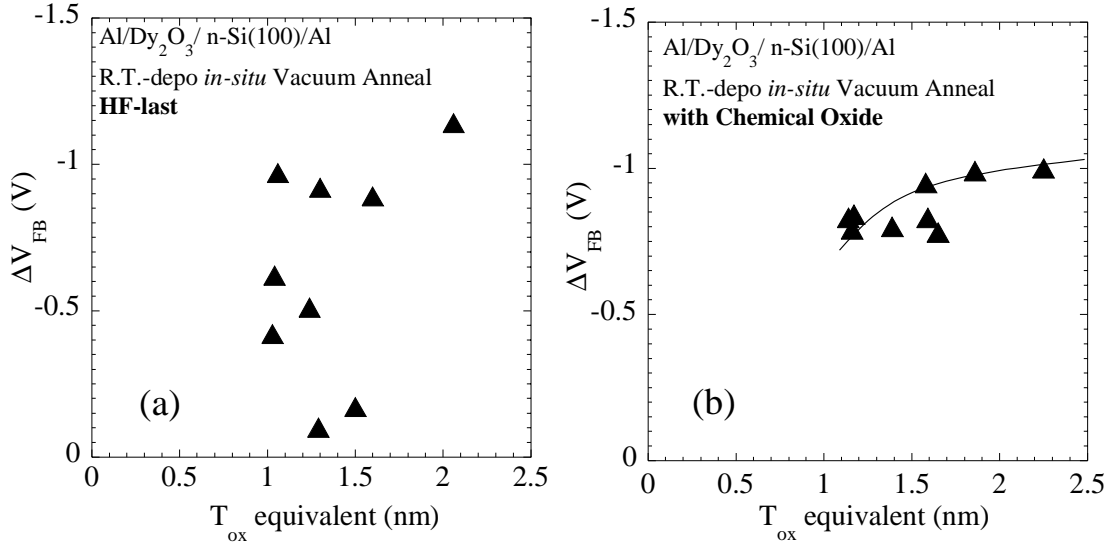 -1.5
Al/Dy2O3/ n-Si(100)/Al
R.T.-depo in-situ Vacuum Anneal
HF-last
-1
ΔVFB (V)
-0.5
(a)
0
0 0.5 1 1.5 2 2.5
Tox equivalent (nm)
-1.5
Al/Dy2O3/ n-Si(100)/Al
R.T.-depo in-situ Vacuum Anneal
with Chemical Oxide
-1
ΔVFB (V)
-0.5
(b)
0
0 0.5 1 1.5 2 2.5
Tox equivalent (nm)